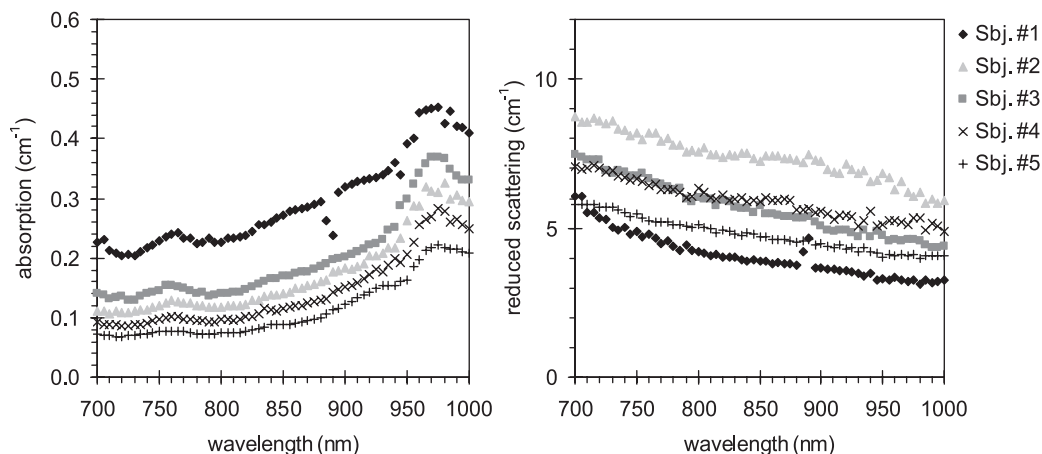 absorption (cm⁻¹)
0.6
0.5
0.4
0.3
0.2
0.1
0.0
700 750 800 850 900 950 1000
wavelength (nm)
reduced scattering (cm⁻¹)
10
5
0
700 750 800 850 900 950 1000
wavelength (nm)
Sbj. #1
Sbj. #2
Sbj. #3
Sbj. #4
Sbj. #5